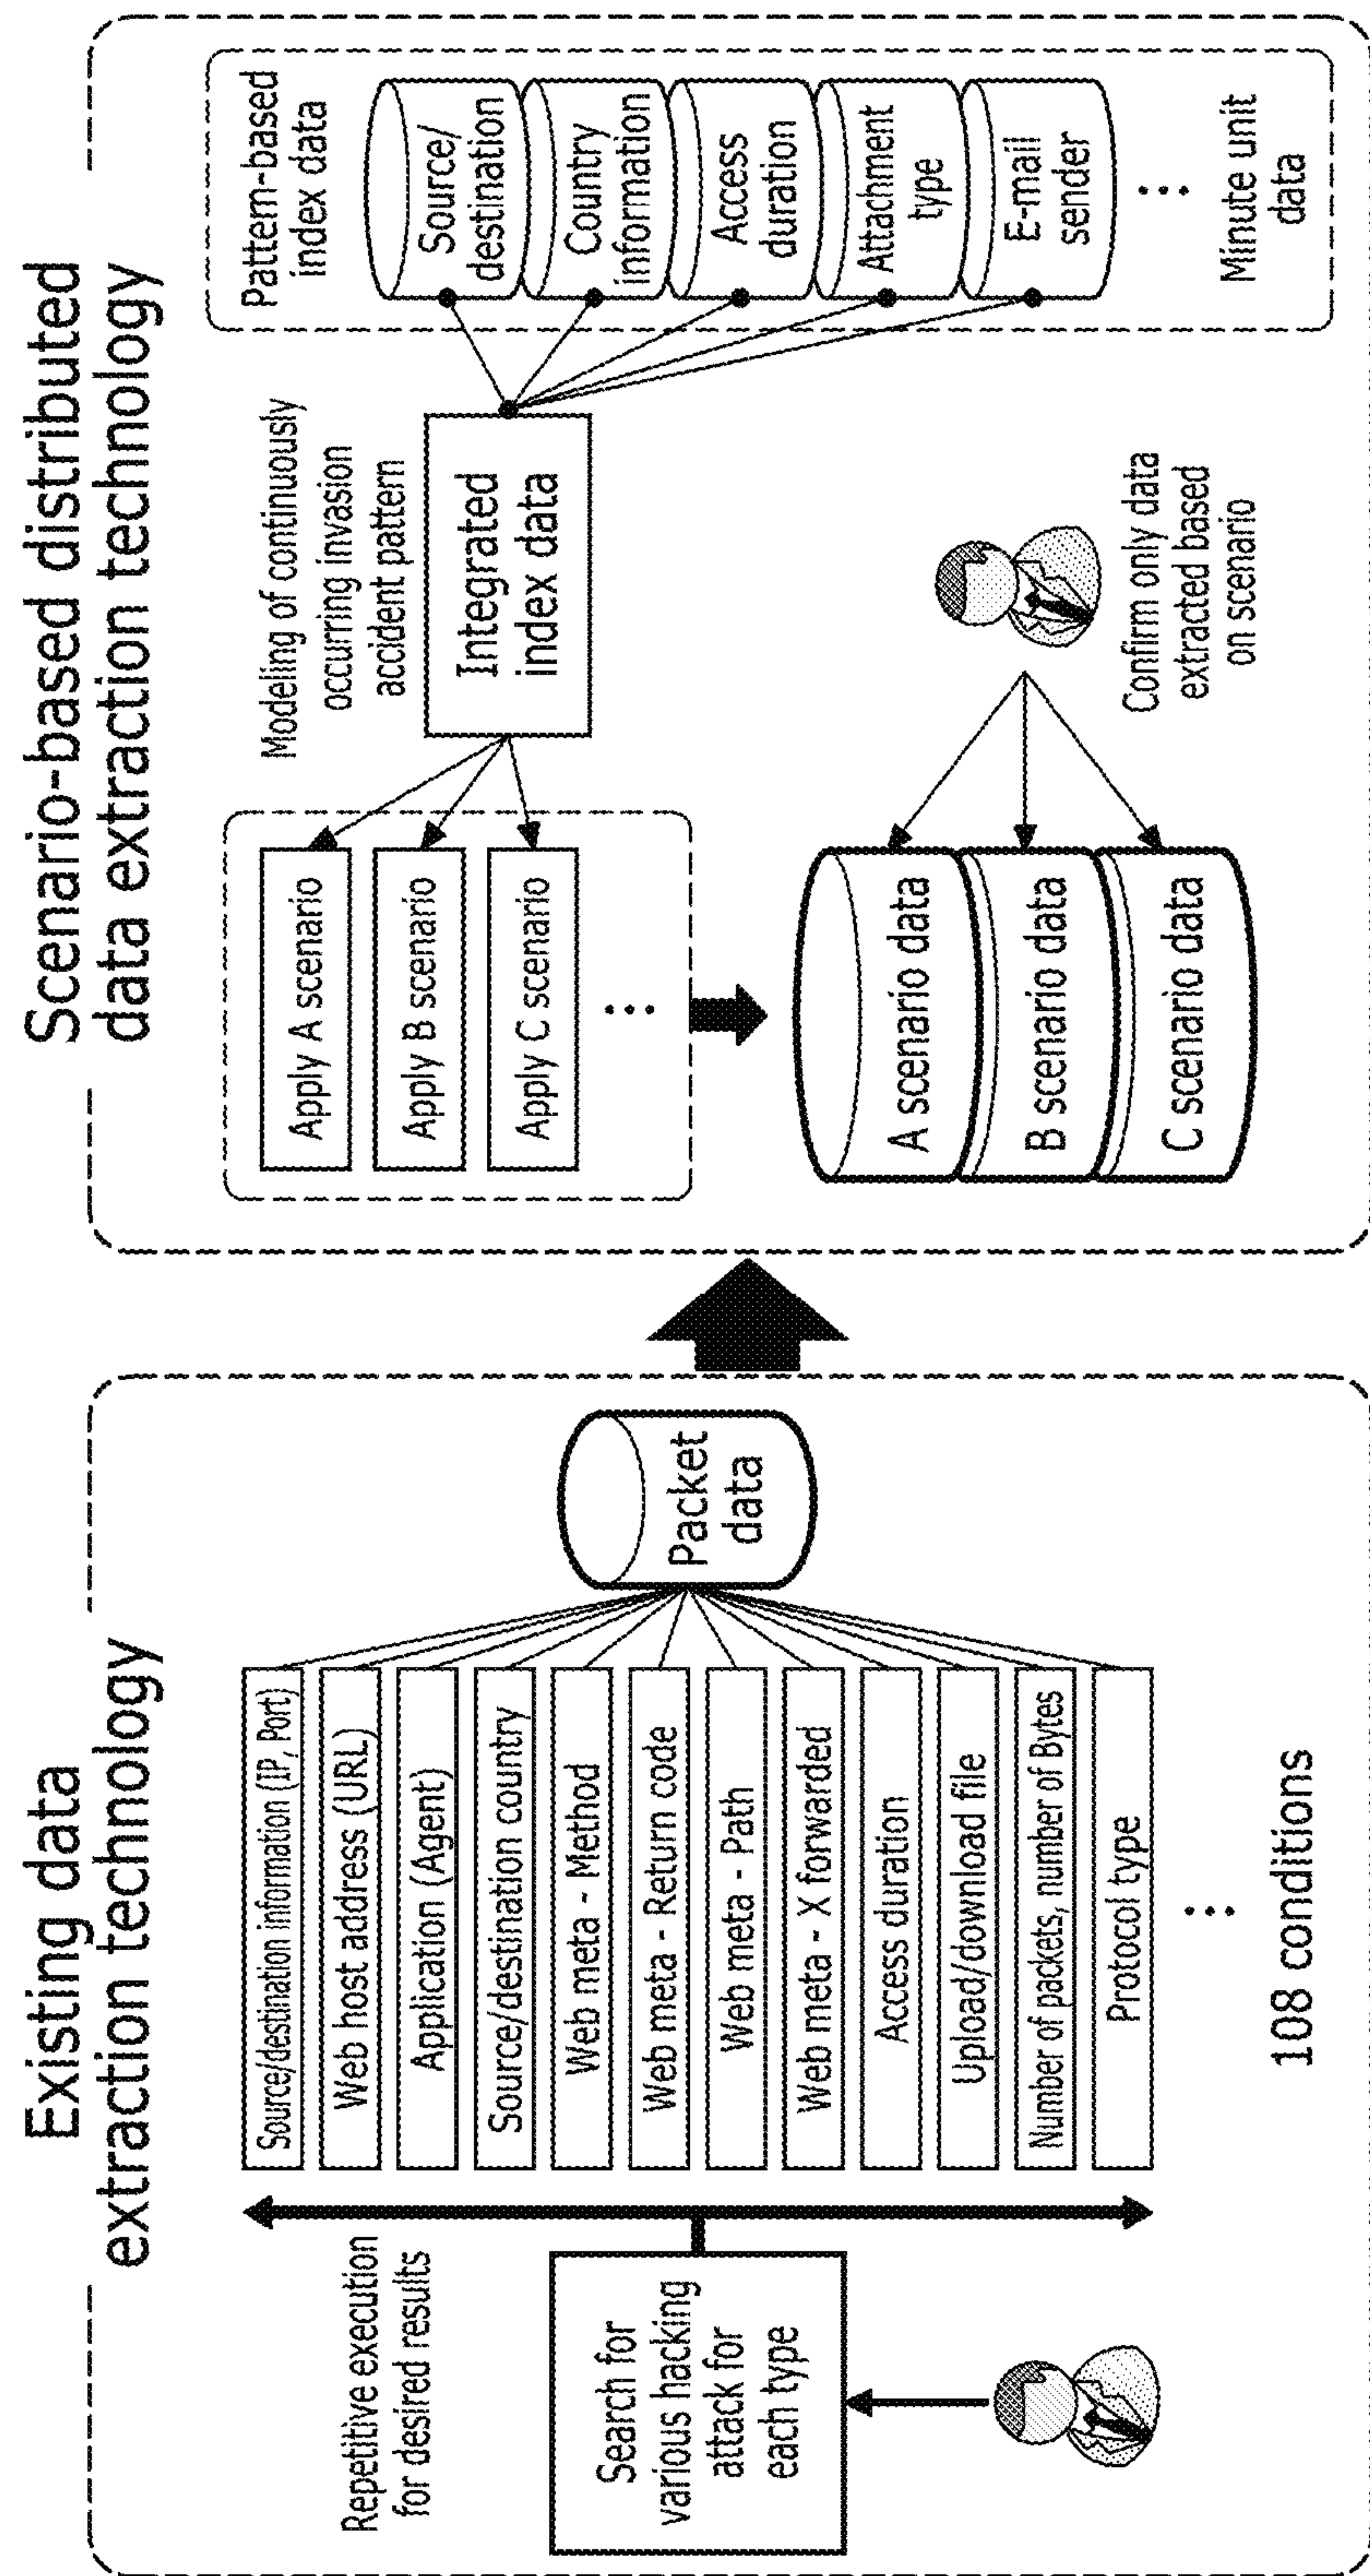 Existing data
extraction technology
Repetitive execution
for desired results
Search for
various hacking
attack for
each type
Source/destination information (IP, Port)
Web host address (URL)
Application (Agent)
Source/destination country
Web meta - Method
Web meta - Return code
Web meta - Path
Web meta - X forwarded
Access duration
Upload/download file
Number of packets, number of Bytes
Protocol type
108 conditions
Packet
data
Scenario-based distributed
data extraction technology
Apply A scenario
Apply B scenario
Apply C scenario
Modeling of continuously
occurring invasion
accident pattern
Integrated
index data
Pattem-based
index data
Source/
destination
Country
information
Access
duration
Attachment
type
E-mail
sender
Minute unit
data
A scenario data
B scenario data
C scenario data
Confirm only data
extracted based
on scenario